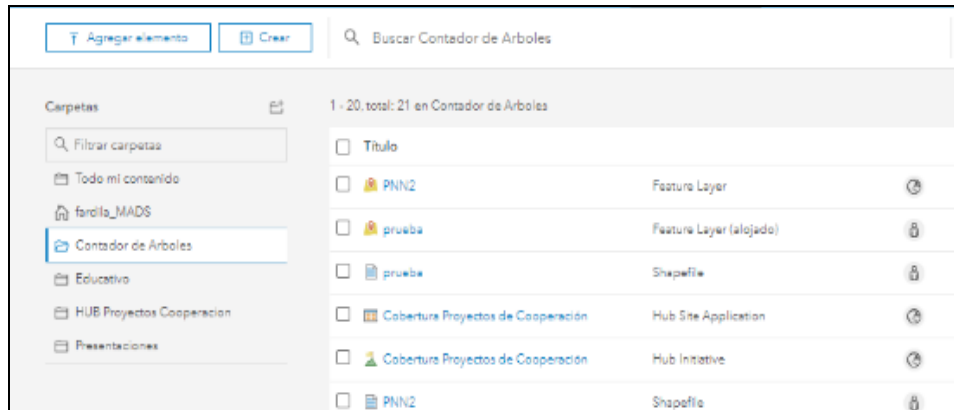 Agregar elemento
Crear
Buscar Contador de Arboles
Carpetas
1 - 20, total: 21 en Contador de Arboles
Filtrar carpetas
Título
Todo mi contenido
PNN2 Feature Layer
fardila_MADS
prueba Feature Layer (alojado)
Contador de Arboles
prueba Shapefile
Educativo
HUB Proyectos Cooperacion
Cobertura Proyectos de Cooperación Hub Site Application
Presentaciones
Cobertura Proyectos de Cooperación Hub Initiative
PNN2 Shapefile